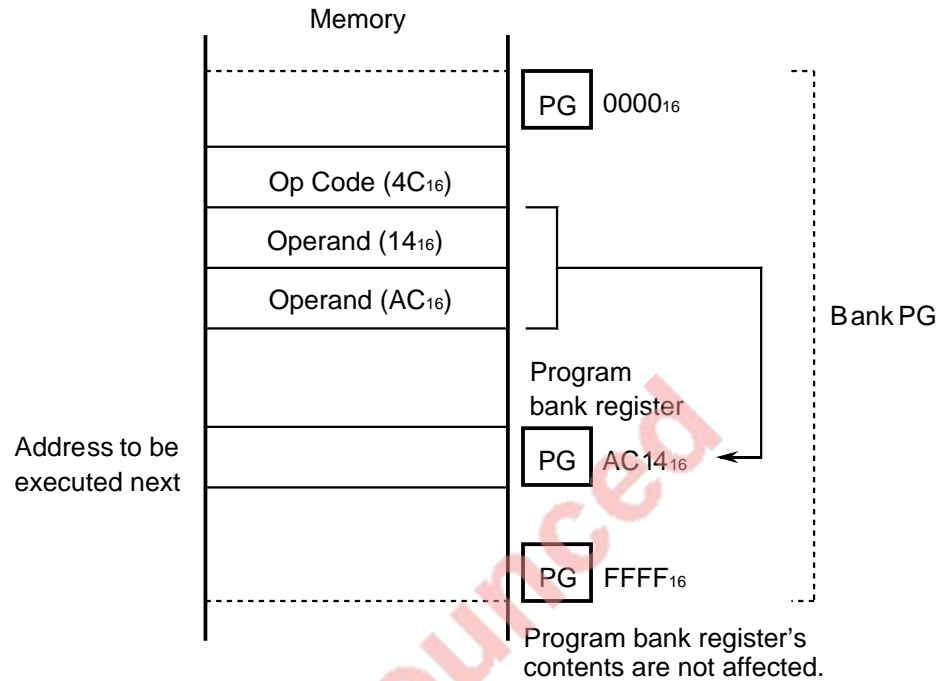 Memory
PG 0000₁₆
Op Code (4C₁₆)
Operand (14₁₆)
Operand (AC₁₆)
Bank PG
Program
bank register
Address to be
executed next
PG AC14₁₆
PG FFFF₁₆
Program bank register’s
contents are not affected.
ounced